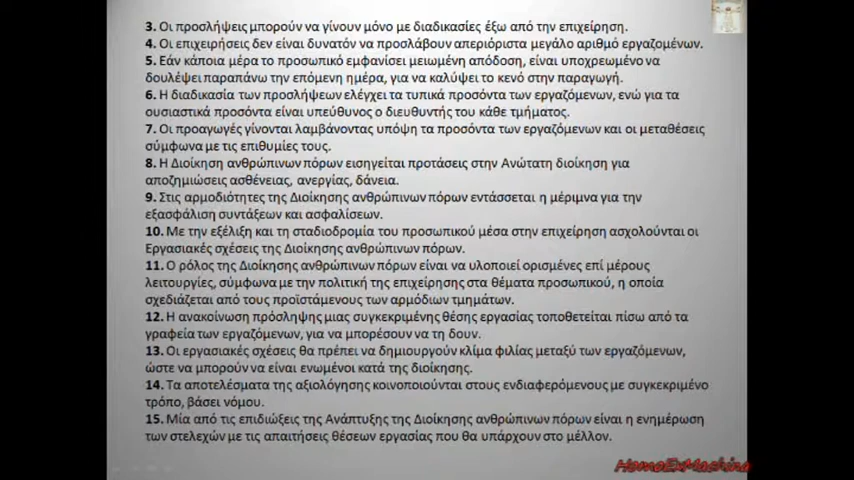 3. Οι προσλήψεις μπορούν να γίνουν μόνο με διαδικασίες έξω από την επιχείρηση.
4. Οι επιχειρήσεις δεν είναι δυνατόν να προσλάβουν απεριόριστα μεγάλο αριθμό εργαζομένων.
5. Εάν κάποια μέρα το προσωπικό εμφανίσει μειωμένη απόδοση, είναι υποχρεωμένο να
δουλέψει παραπάνω την επόμενη ημέρα, για να καλύψει το κενό στην παραγωγή.
6. Η διαδικασία των προσλήψεων ελέγχει τα τυπικά προσόντα των εργαζόμενων, ενώ για τα
ουσιαστικά προσόντα είναι υπεύθυνος ο διευθυντής του κάθε τμήματος.
7. Οι προαγωγές γίνονται λαμβάνοντας υπόψη τα προσόντα των εργαζομένων και οι μεταθέσεις
σύμφωνα με τις επιθυμίες τους.
8. Η Διοίκηση ανθρώπινων πόρων εισηγείται προτάσεις στην Ανώτατη διοίκηση για
αποζημιώσεις ασθένειας, ανεργίας, δάνεια.
9. Στις αρμοδιότητες της Διοίκησης ανθρώπινων πόρων εντάσσεται η μέριμνα για την
εξασφάλιση συντάξεων και ασφαλίσεων.
10. Με την εξέλιξη και τη σταδιοδρομία του προσωπικού μέσα στην επιχείρηση ασχολούνται οι
Εργασιακές σχέσεις της Διοίκησης ανθρώπινων πόρων.
11. Ο ρόλος της Διοίκησης ανθρώπινων πόρων είναι να υλοποιεί ορισμένες επί μέρους
λειτουργίες, σύμφωνα με την πολιτική της επιχείρησης στα θέματα προσωπικού, η οποία
σχεδιάζεται από τους προϊστάμενους των αρμόδιων τμημάτων.
12. Η ανακοίνωση πρόσληψης μιας συγκεκριμένης θέσης εργασίας τοποθετείται πίσω από τα
γραφεία των εργαζόμενων, για να μπορέσουν να τη δουν.
13. Οι εργασιακές σχέσεις θα πρέπει να δημιουργούν κλίμα φιλίας μεταξύ των εργαζόμενων,
ώστε να μπορούν να είναι ενωμένοι κατά της διοίκησης.
14. Τα αποτελέσματα της αξιολόγησης κοινοποιούνται στους ενδιαφερόμενους με συγκεκριμένο
τρόπο, βάσει νόμου.
15. Μία από τις επιδιώξεις της Ανάπτυξης της Διοίκησης ανθρώπινων πόρων είναι η ενημέρωση
των στελεχών με τις απαιτήσεις θέσεων εργασίας που θα υπάρχουν στο μέλλον.
HomoExMachina